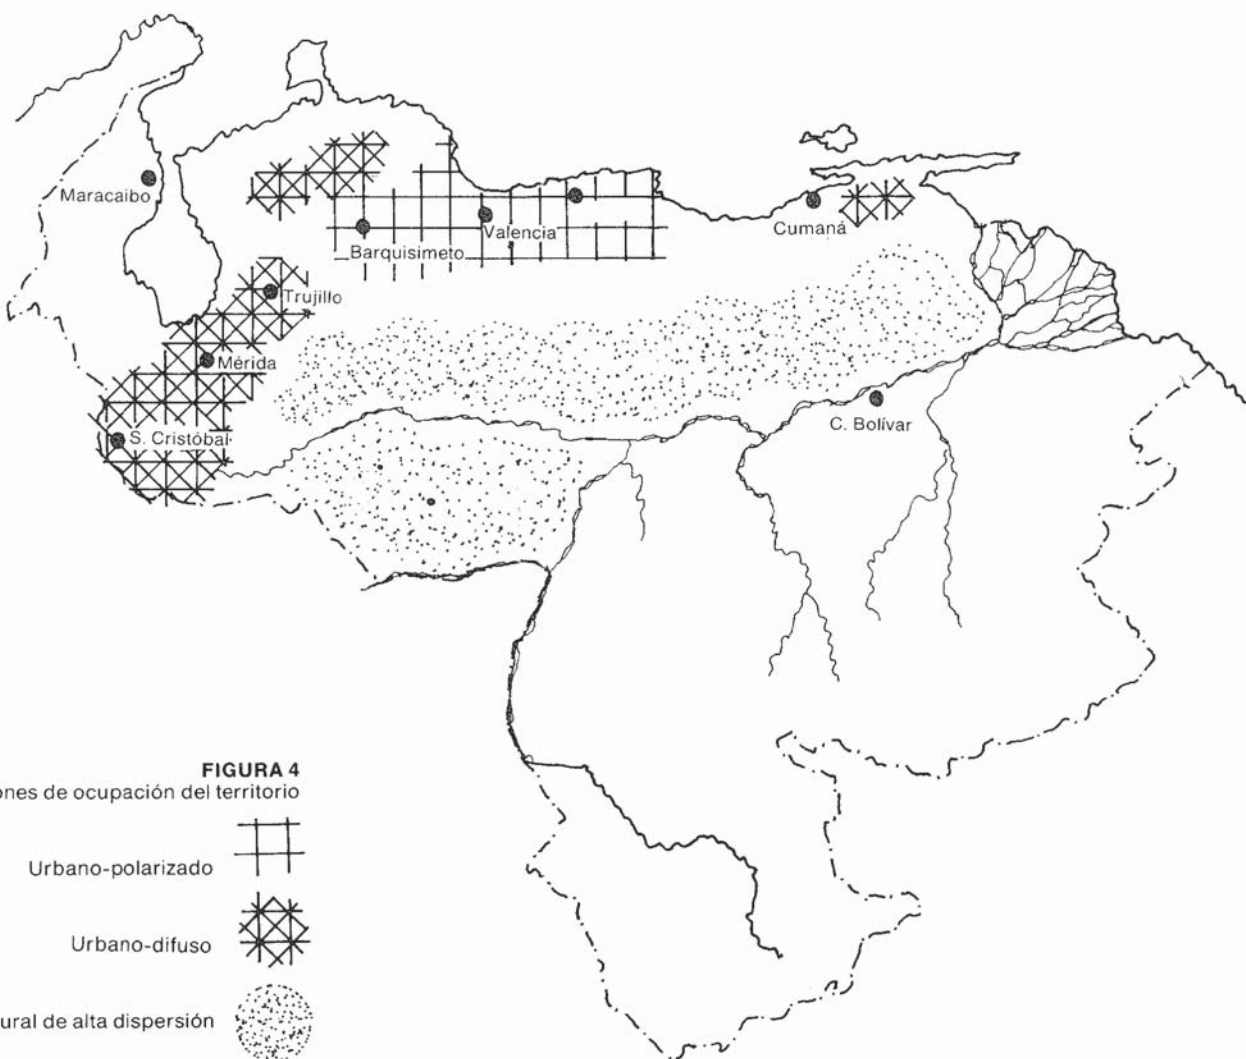 Maracaibo
Cumaná
Valencia
Barquisimeto
Trujillo
Mérida
C. Bolívar
S. Cristóbal
FIGURA 4
ones de ocupación del territorio
Urbano-polarizado
Urbano-difuso
ural de alta dispersión